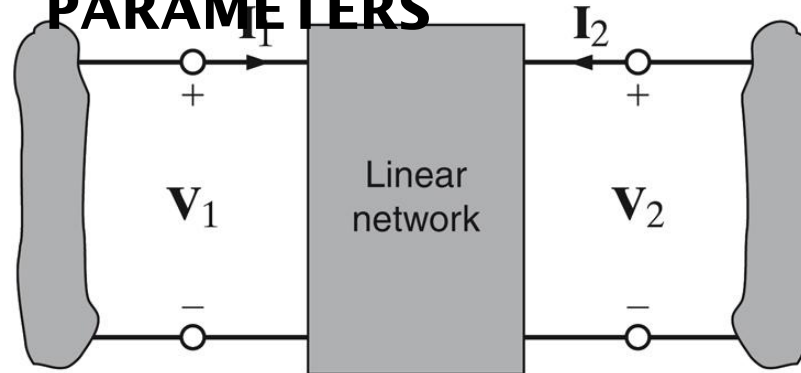 PARAMETERS
I1 I2
+ +
Linear
network
V1 V2
− −